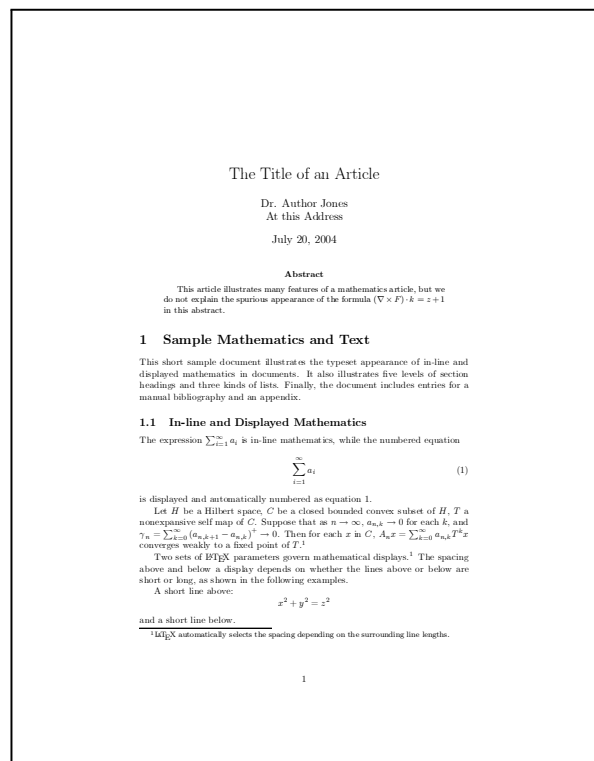 The Title of an Article
Dr. Author Jones
At this Address
July 20, 2004
Abstract
This article illustrates many features of a mathematics article, but we
do not explain the spurious appearance of the formula (∇ × F) · k = z + 1
in this abstract.
1 Sample Mathematics and Text
This short sample document illustrates the typeset appearance of in-line and
displayed mathematics in documents. It also illustrates five levels of section
headings and three kinds of lists. Finally, the document includes entries for a
manual bibliography and an appendix.
1.1 In-line and Displayed Mathematics
The expression ∑_{i=1}^{∞} a_i is in-line mathematics, while the numbered equation
∑_{i=1}^{∞} a_i (1)
is displayed and automatically numbered as equation 1.
Let H be a Hilbert space, C be a closed bounded convex subset of H, T a
nonexpansive self map of C. Suppose that as n → ∞, a_{n,k} → 0 for each k, and
γ_n = ∑_{k=0}^{∞} (a_{n,k+1} − a_{n,k})^+ → 0. Then for each x in C, A_n x = ∑_{k=0}^{∞} a_{n,k} T^k x
converges weakly to a fixed point of T.¹
Two sets of LaTeX parameters govern mathematical displays.¹ The spacing
above and below a display depends on whether the lines above or below are
short or long, as shown in the following examples.
A short line above:
x² + y² = z²
and a short line below.
¹LaTeX automatically selects the spacing depending on the surrounding line lengths.
1